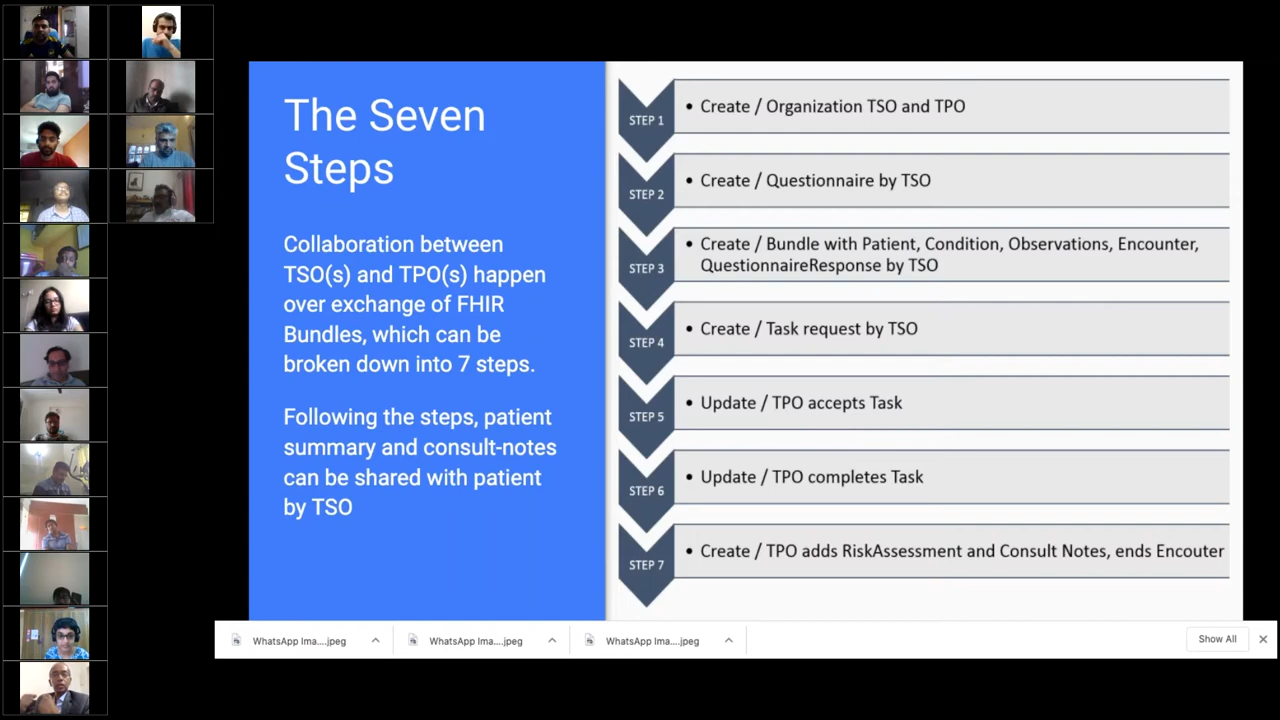 The Seven
Steps
Collaboration between
TSO(s) and TPO(s) happen
over exchange of FHIR
Bundles, which can be
broken down into 7 steps.
Following the steps, patient
summary and consult-notes
can be shared with patient
by TSO
STEP 1
• Create / Organization TSO and TPO
STEP 2
• Create / Questionnaire by TSO
STEP 3
• Create / Bundle with Patient, Condition, Observations, Encounter,
QuestionnaireResponse by TSO
STEP 4
• Create / Task request by TSO
STEP 5
• Update / TPO accepts Task
STEP 6
• Update / TPO completes Task
STEP 7
• Create / TPO adds RiskAssessment and Consult Notes, ends Encouter
WhatsApp Ima....jpeg
WhatsApp Ima....jpeg
WhatsApp Ima....jpeg
Show All